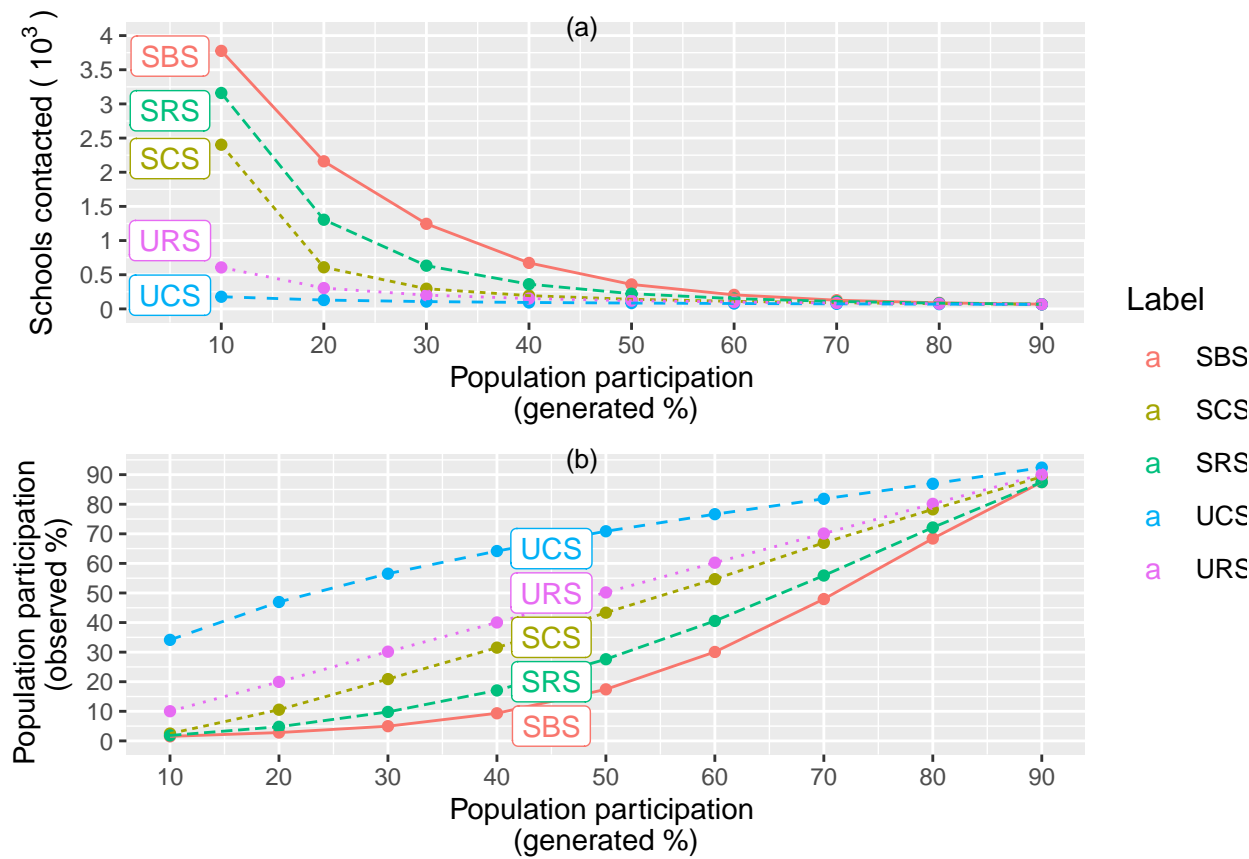 (a)
Schools contacted ( 10³ )
4
3.5
3
2.5
2
1.5
1
0.5
0
SBS
SRS
SCS
URS
UCS
10 20 30 40 50 60 70 80 90
Population participation
(generated %)
(b)
Population participation
(observed %)
90
80
70
60
50
40
30
20
10
0
UCS
URS
SCS
SRS
SBS
10 20 30 40 50 60 70 80 90
Population participation
(generated %)
Label
a SBS
a SCS
a SRS
a UCS
a URS